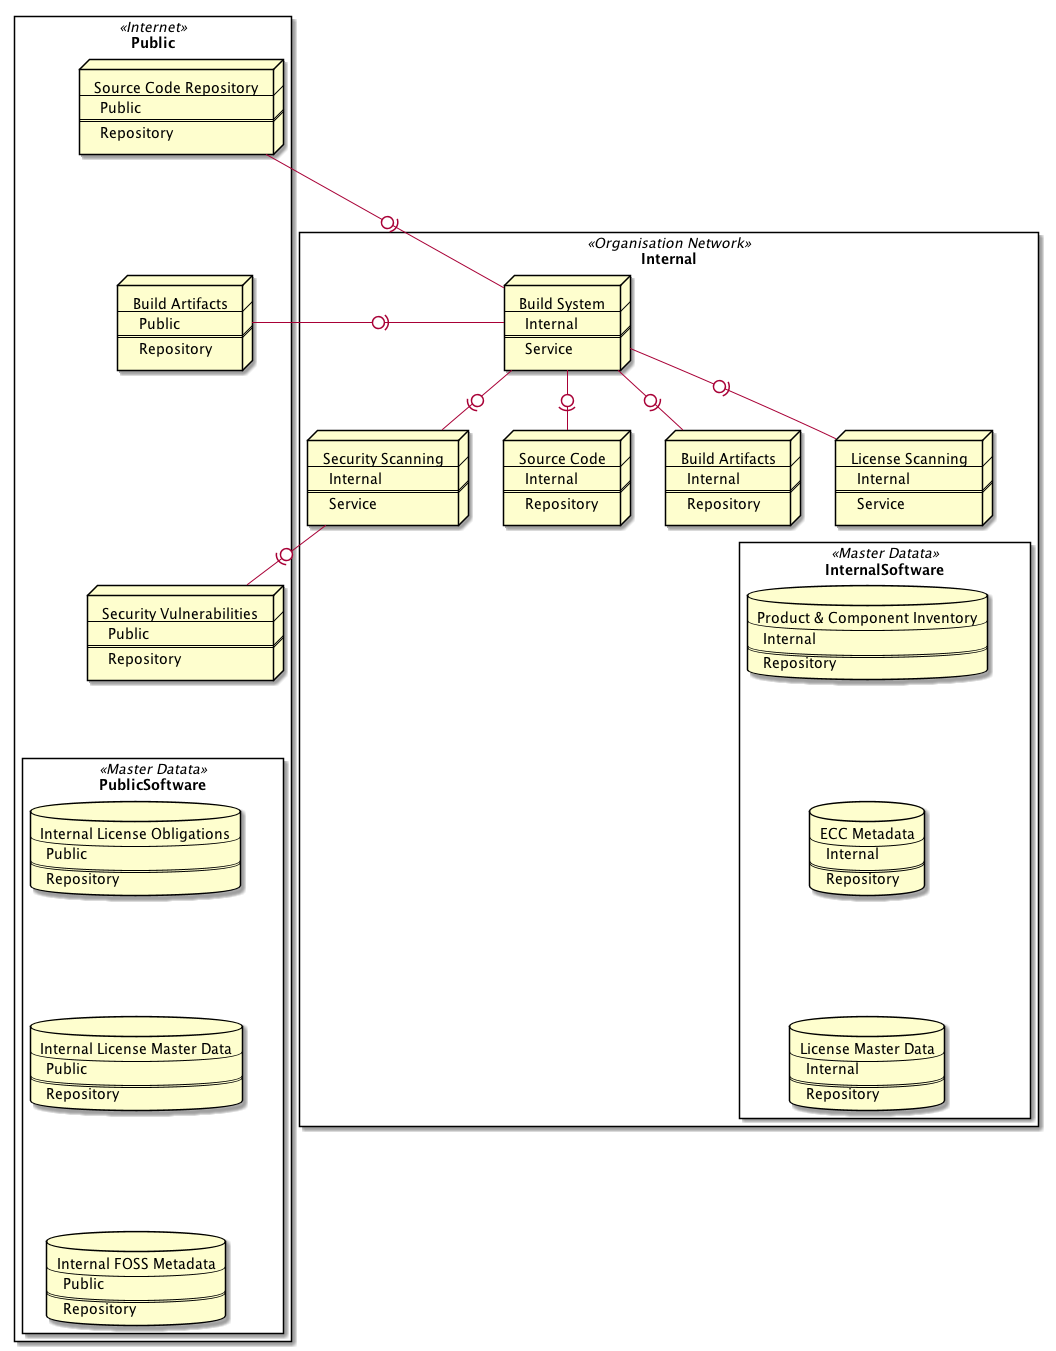 «Internet»
Public
Source Code Repository
Public
Repository
Build Artifacts
Public
Repository
Security Vulnerabilities
Public
Repository
«Master Datata»
PublicSoftware
Internal License Obligations
Public
Repository
Internal License Master Data
Public
Repository
Internal FOSS Metadata
Public
Repository
«Organisation Network»
Internal
Build System
Internal
Service
Security Scanning
Internal
Service
Source Code
Internal
Repository
Build Artifacts
Internal
Repository
License Scanning
Internal
Service
«Master Datata»
InternalSoftware
Product & Component Inventory
Internal
Repository
ECC Metadata
Internal
Repository
License Master Data
Internal
Repository